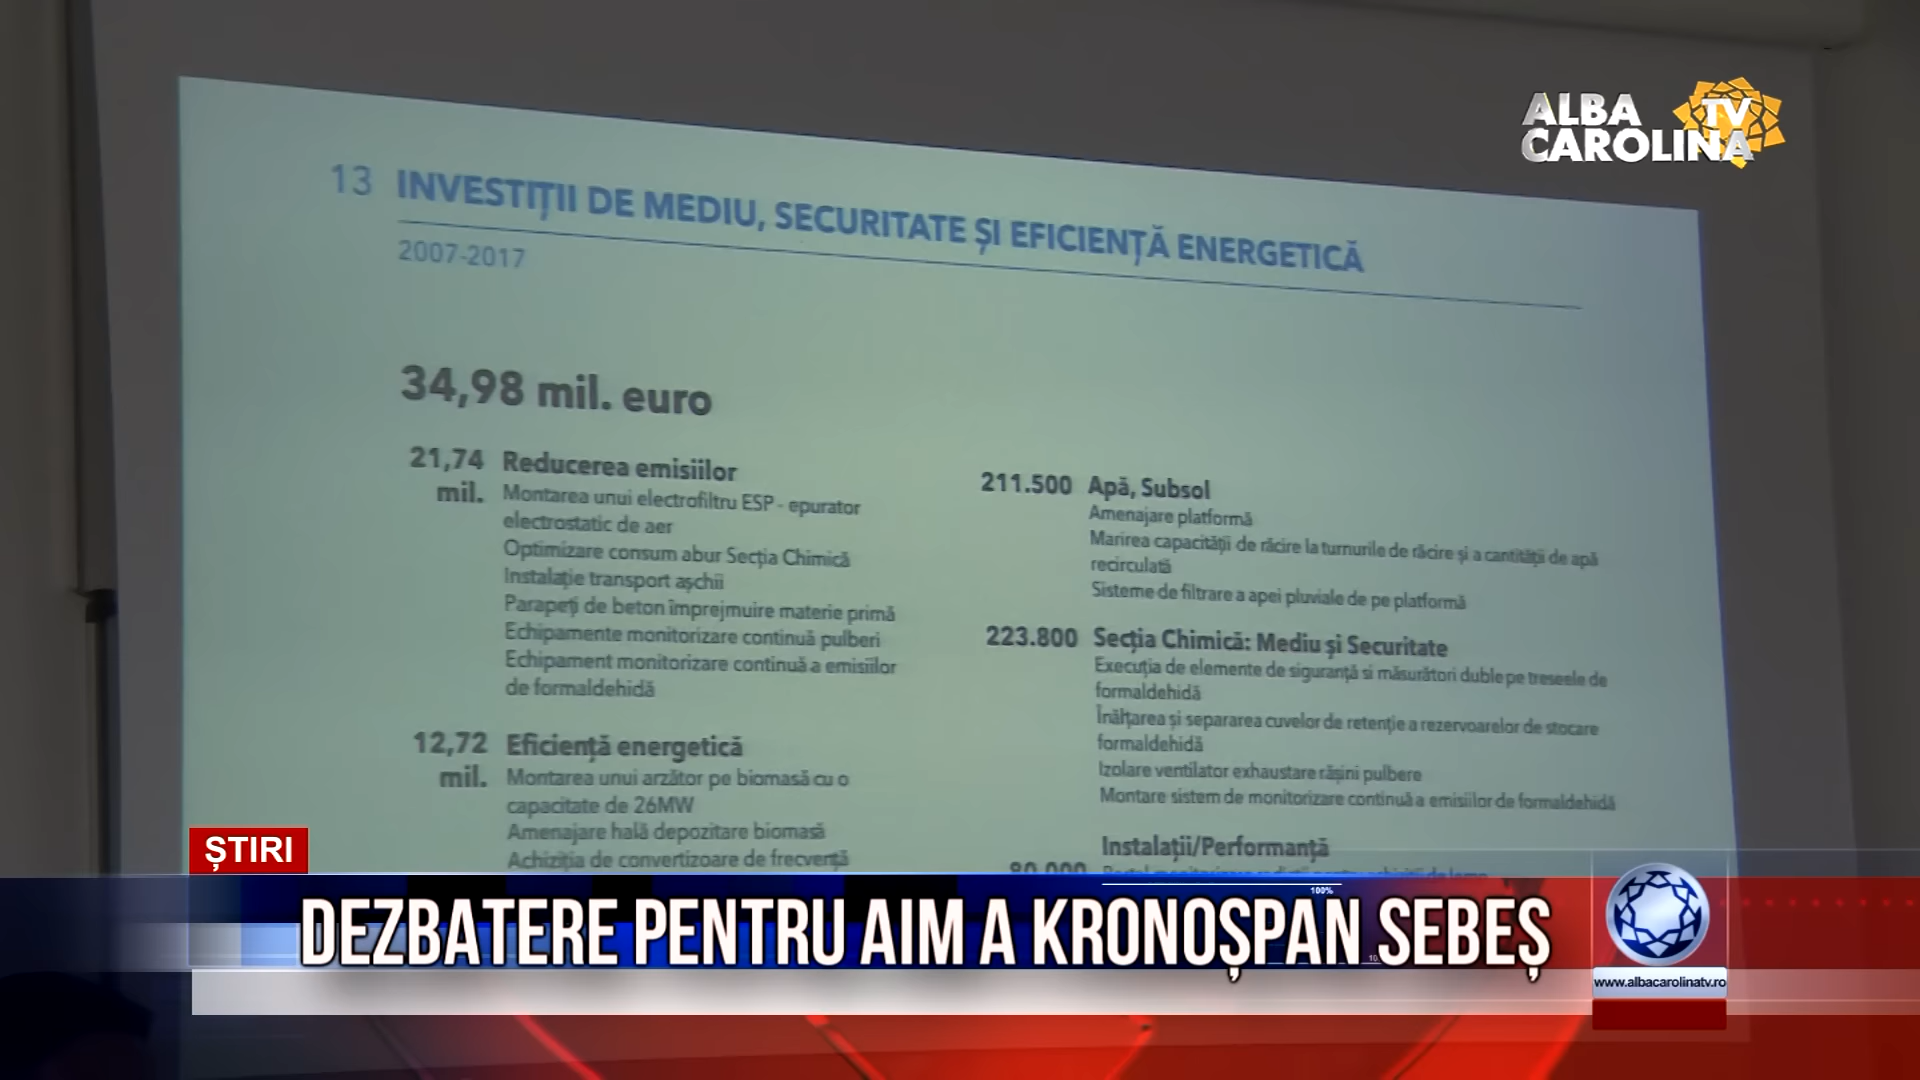 ALBA
TV
CAROLINA
13 INVESTIȚII DE MEDIU, SECURITATE ȘI EFICIENȚĂ ENERGETICĂ
2007-2017
34,98 mil. euro
21,74 mil. Reducerea emisiilor
Montarea unui electrofiltru ESP - epurator
electrostatic de aer
Optimizare consum abur Secția Chimică
Instalație transport așchii
Parapeți de beton împrejmuire materie primă
Echipamente monitorizare continuă pulberi
Echipament monitorizare continuă a emisiilor
de formaldehidă
12,72 mil. Eficiență energetică
Montarea unui arzător pe biomasă cu o
capacitate de 26MW
Amenajare hală depozitare biomasă
Achiziția de convertizoare de frecvență
211.500 Apă, Subsol
Amenajare platformă
Marirea capacității de răcire la turnurile de răcire și a cantității de apă
recirculată
Sisteme de filtrare a apei pluviale de pe platformă
223.800 Secția Chimică: Mediu și Securitate
Execuția de elemente de siguranță si măsurători duble pe traseele de
formaldehidă
Înălțarea și separarea cuvelor de retenție a rezervoarelor de stocare
formaldehidă
Izolare ventilator exhaustare rășini pulbere
Montare sistem de monitorizare continuă a emisiilor de formaldehidă
Instalații/Performanță
80.000
ȘTIRI
100%
DEZBATERE PENTRU AIM A KRONOȘPAN SEBEȘ
www.albacarolinatv.ro